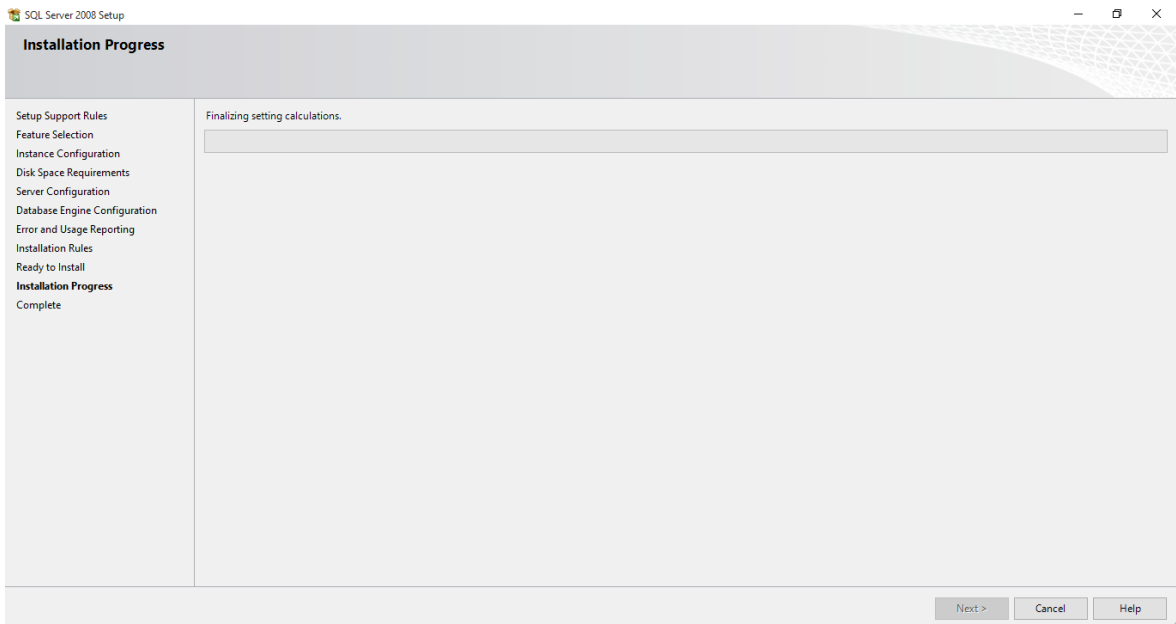 SQL Server 2008 Setup
Installation Progress
Setup Support Rules
Feature Selection
Instance Configuration
Disk Space Requirements
Server Configuration
Database Engine Configuration
Error and Usage Reporting
Installation Rules
Ready to Install
Installation Progress
Complete
Finalizing setting calculations.
Next >
Cancel
Help